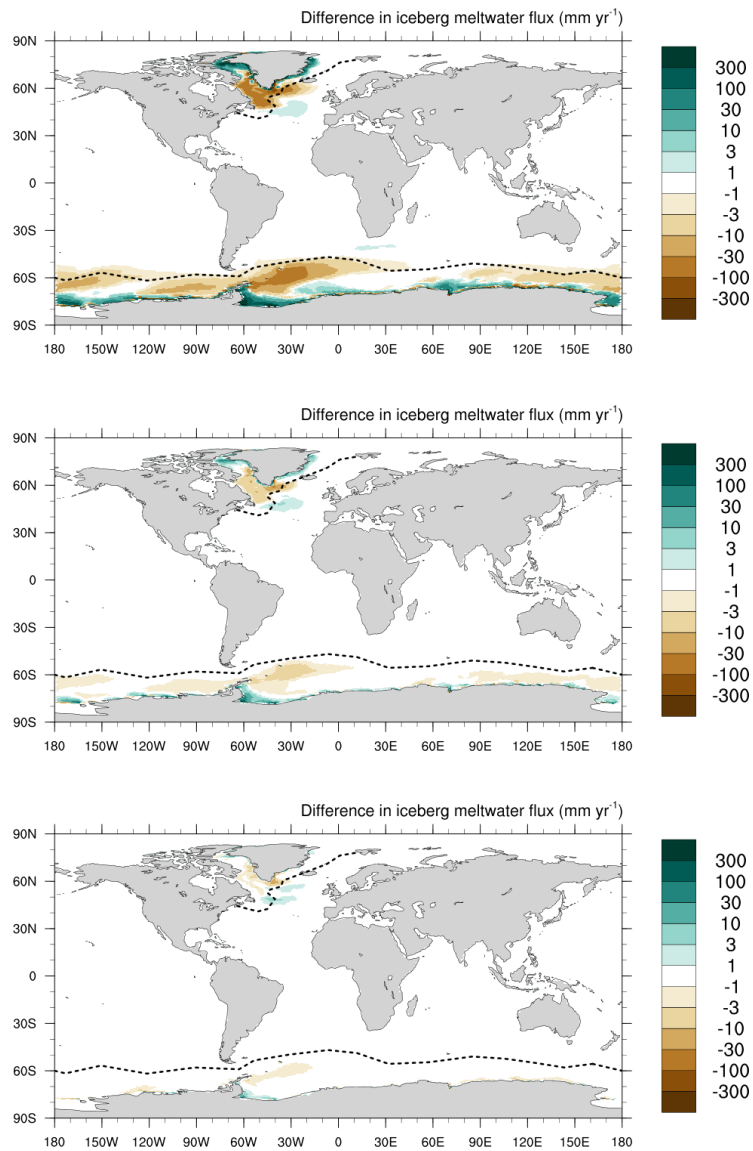 Difference in iceberg meltwater flux (mm yr-1)
90N
60N
30N
0
30S
60S
90S
180 150W 120W 90W 60W 30W 0 30E 60E 90E 120E 150E 180
300
100
30
10
3
1
-1
-3
-10
-30
-100
-300
Difference in iceberg meltwater flux (mm yr-1)
90N
60N
30N
0
30S
60S
90S
180 150W 120W 90W 60W 30W 0 30E 60E 90E 120E 150E 180
300
100
30
10
3
1
-1
-3
-10
-30
-100
-300
Difference in iceberg meltwater flux (mm yr-1)
90N
60N
30N
0
30S
60S
90S
180 150W 120W 90W 60W 30W 0 30E 60E 90E 120E 150E 180
300
100
30
10
3
1
-1
-3
-10
-30
-100
-300